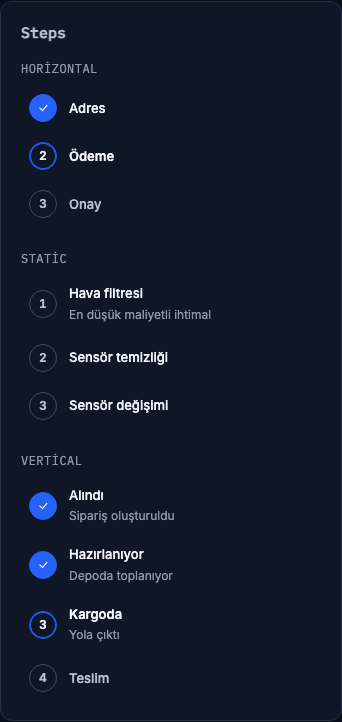 Steps
HORİZONTAL
Adres
2 Ödeme
3 Onay
STATİC
1 Hava filtresi
En düşük maliyetli ihtimal
2 Sensör temizliği
3 Sensör değişimi
VERTİCAL
Alındı
Sipariş oluşturuldu
Hazırlanıyor
Depoda toplanıyor
3 Kargoda
Yola çıktı
4 Teslim